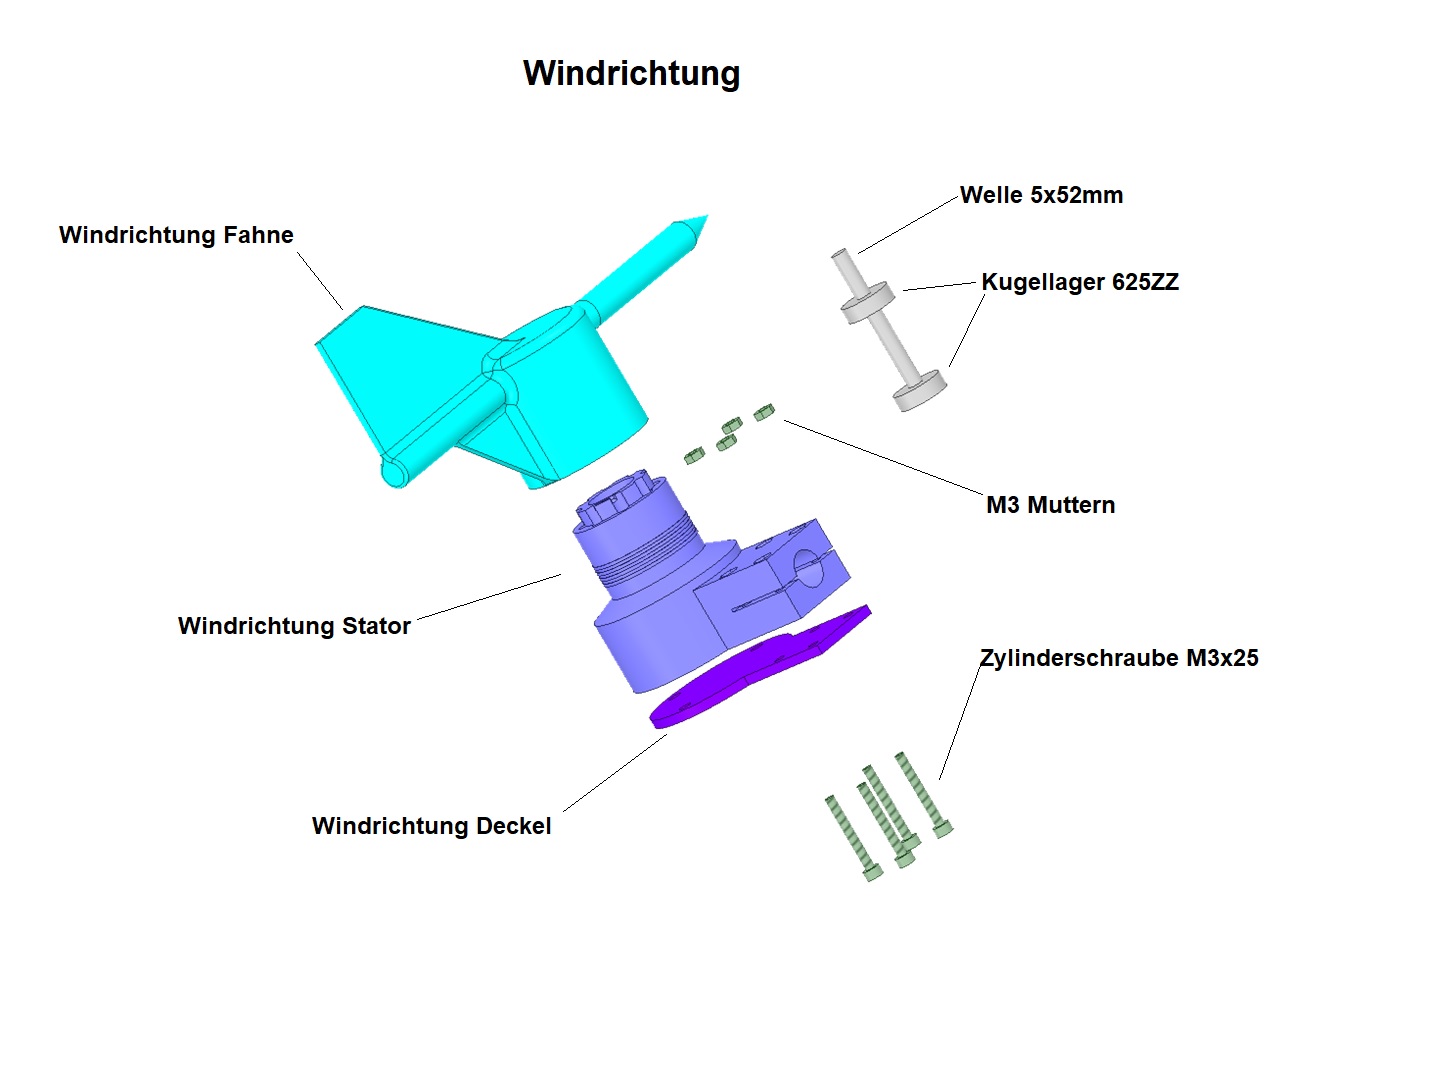 Windrichtung
Welle 5x52mm
Windrichtung Fahne
Kugellager 625ZZ
M3 Muttern
Windrichtung Stator
Zylinderschraube M3x25
Windrichtung Deckel